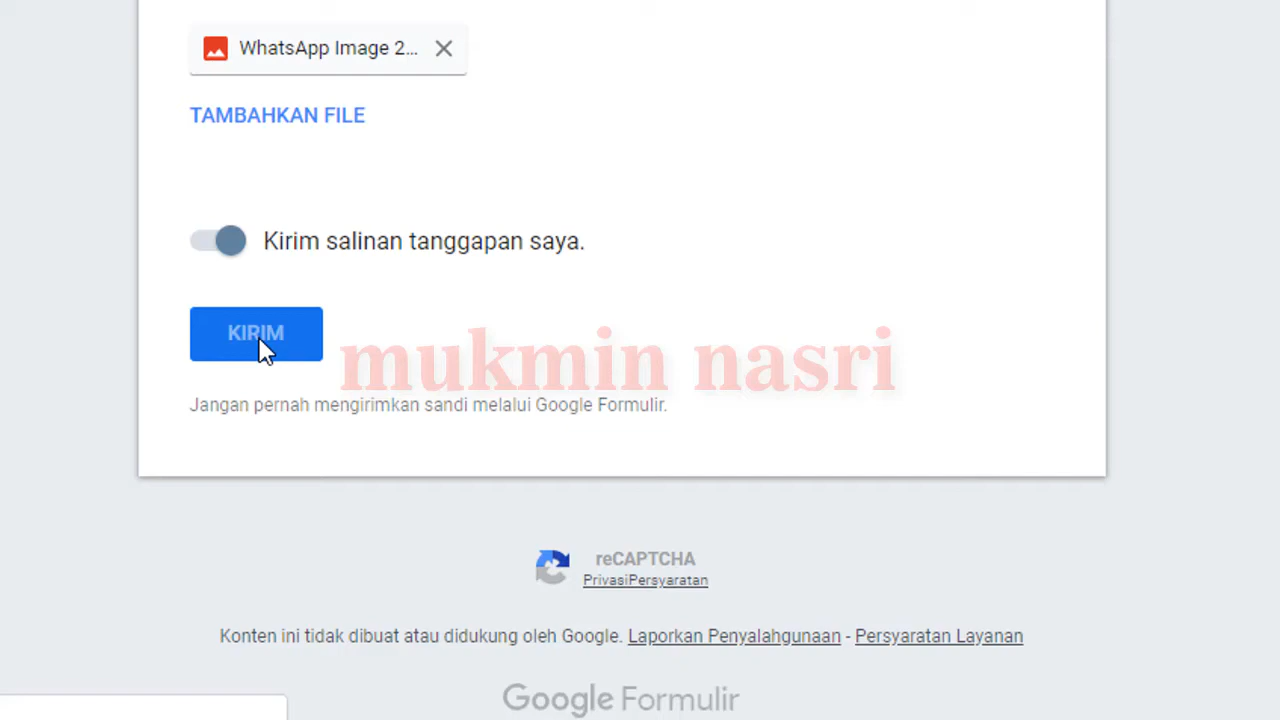 WhatsApp Image 2...
TAMBAHKAN FILE
Kirim salinan tanggapan saya.
KIRIM
mukmin nasri
Jangan pernah mengirimkan sandi melalui Google Formulir.
reCAPTCHA
PrivasiPersyaratan
Konten ini tidak dibuat atau didukung oleh Google. Laporkan Penyalahgunaan - Persyaratan Layanan
Google Formulir